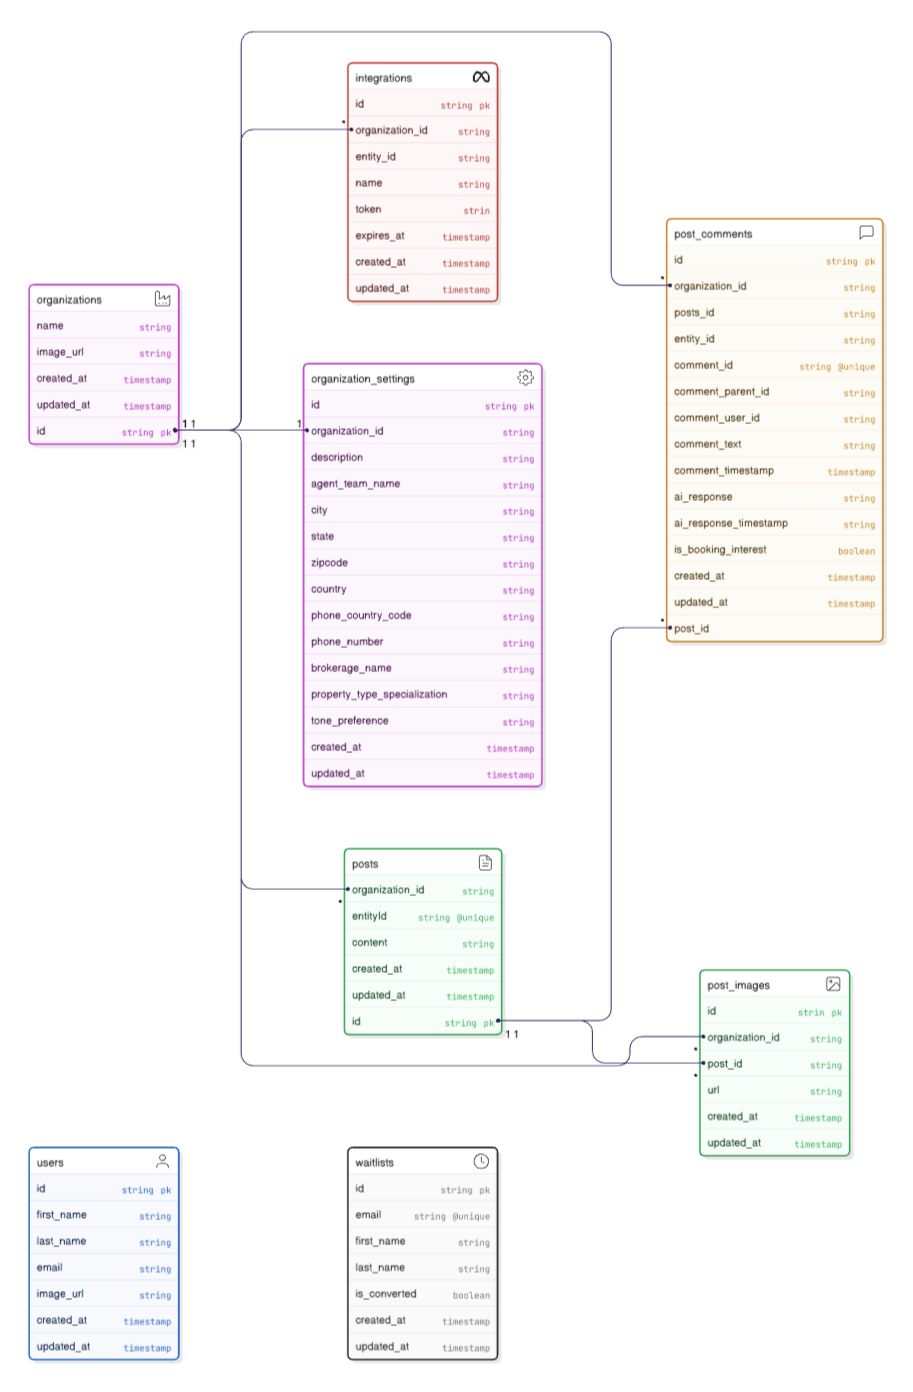 integrations
id string pk
* organization_id string
entity_id string
name string
token strin
expires_at timestamp
created_at timestamp
updated_at timestamp
post_comments
id string pk
* organization_id string
posts_id string
entity_id string
comment_id string @unique
comment_parent_id string
comment_user_id string
comment_text string
comment_timestamp timestamp
ai_response string
ai_response_timestamp string
is_booking_interest boolean
created_at timestamp
updated_at timestamp
* post_id
organizations
name string
image_url string
created_at timestamp
updated_at timestamp
id string pk
1 1
1 1
organization_settings
id string pk
1 organization_id string
description string
agent_team_name string
city string
state string
zipcode string
country string
phone_country_code string
phone_number string
brokerage_name string
property_type_specialization string
tone_preference string
created_at timestamp
updated_at timestamp
posts
organization_id string
* entityId string @unique
content string
created_at timestamp
updated_at timestamp
id string pk
1 1
post_images
id strin pk
organization_id string
* post_id string
* url string
created_at timestamp
updated_at timestamp
users
id string pk
first_name string
last_name string
email string
image_url string
created_at timestamp
updated_at timestamp
waitlists
id string pk
email string @unique
first_name string
last_name string
is_converted boolean
created_at timestamp
updated_at timestamp